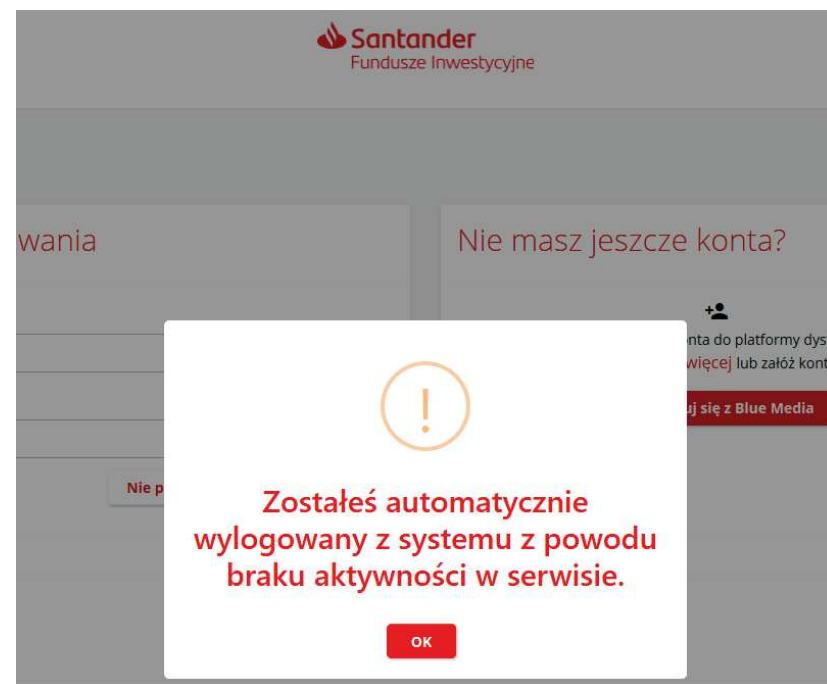 Santander
Fundusze Inwestycyjne
wania
Nie masz jeszcze konta?
nta do platformy dys
więcej lub załóż kont
uj się z Blue Media
Nie p
!
Zostałeś automatycznie
wylogowany z systemu z powodu
braku aktywności w serwisie.
OK